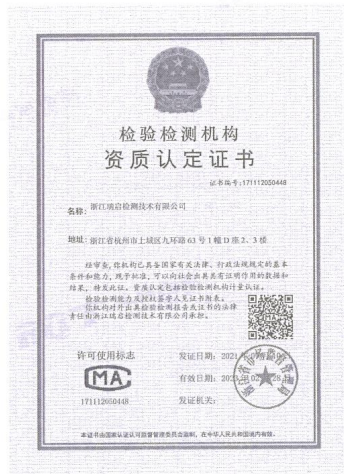 检验检测机构
资质认定证书
证书编号:171112050448
名称: 浙江瑞启检测技术有限公司
地址: 浙江省杭州市上城区九环路63号1幢D座2、3楼
经审查,你机构已具备国家有关法律、行政法规规定的基本
条件和能力,现予批准,可以向社会出具具有证明作用的数据和
结果,特发此证。资质认定包括检验检测机构计量认证。
检验检测能力及授权签字人见证书附表。
你机构对外出具检验检测报告或证书的法律
责任由浙江瑞启检测技术有限公司承担。
许可使用标志
MA
171112050448
发证日期: 2021年
有效日期:
发证机关:
本证书由国家认证认可监督管理委员会监制,在中华人民共和国境内有效。